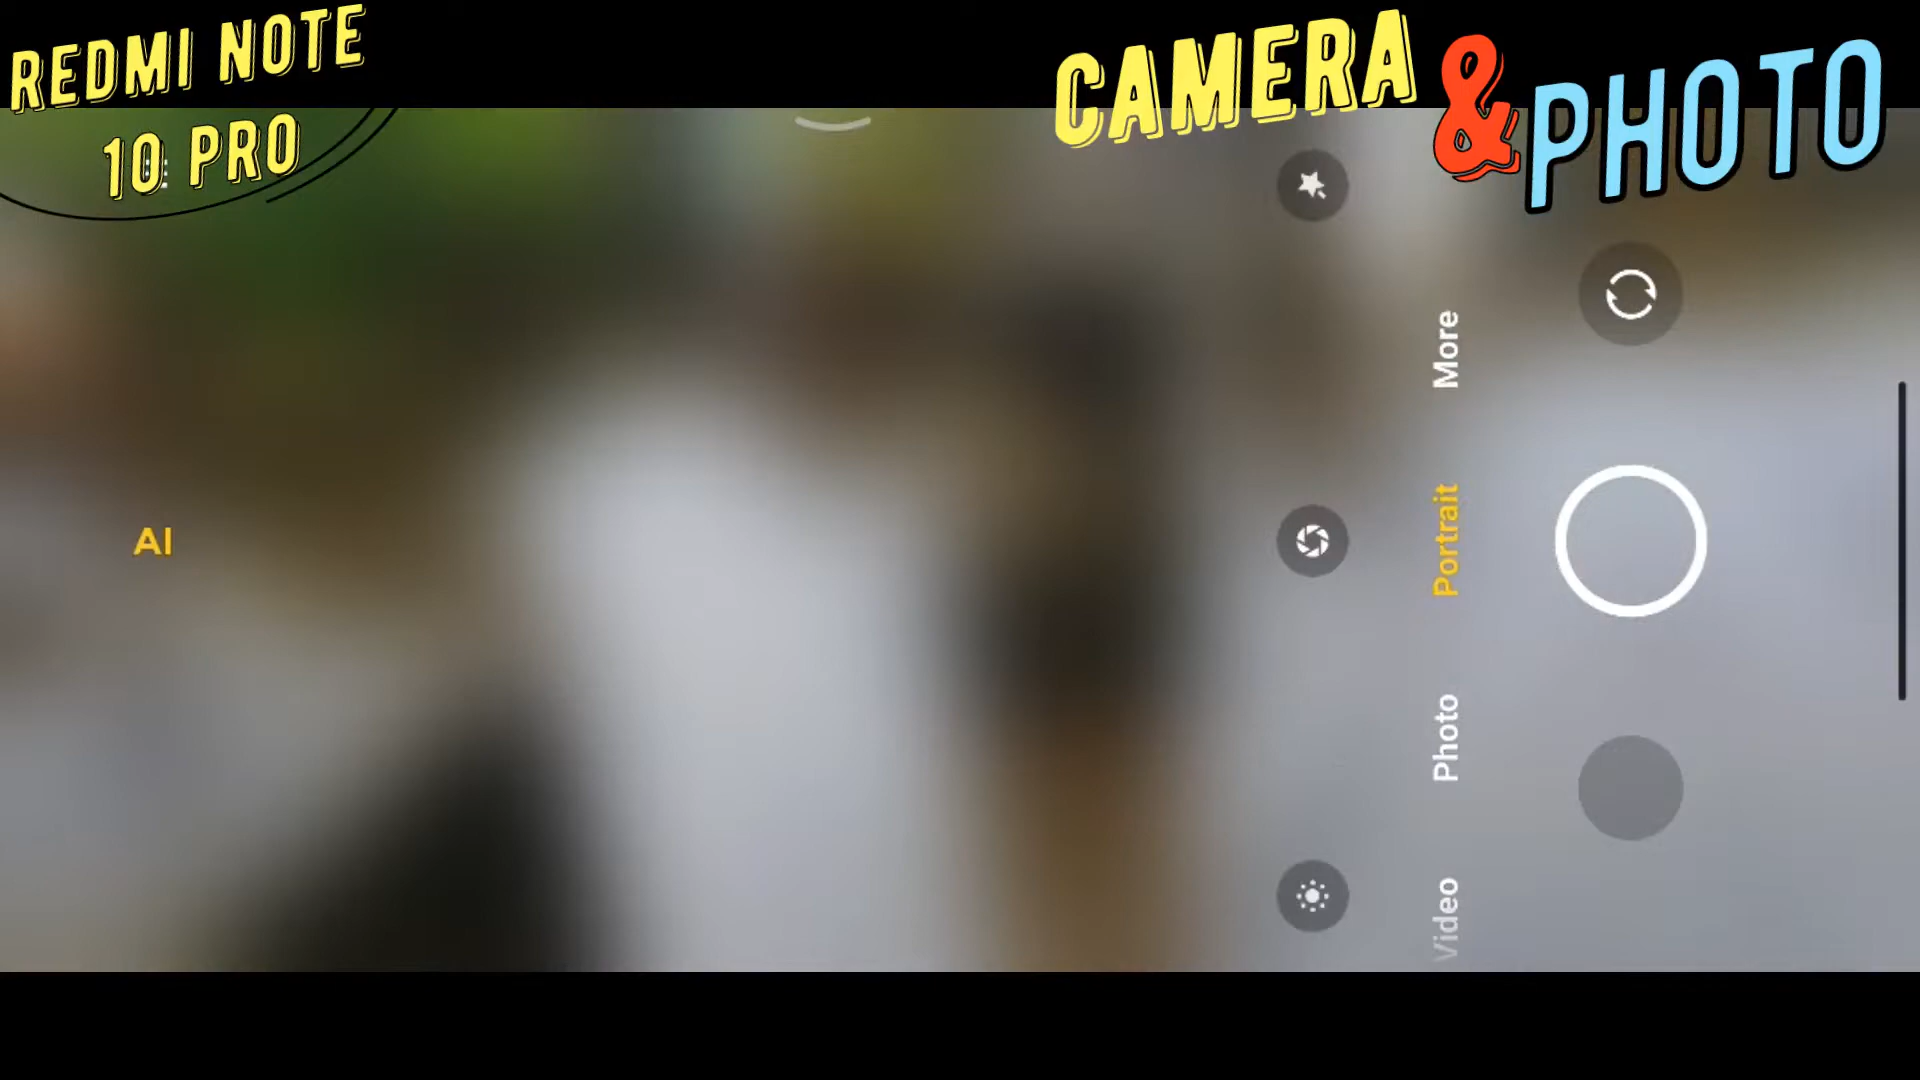 REDMI NOTE
10 PRO
CAMERA & PHOTO
AI
More
Portrait
Photo
Video